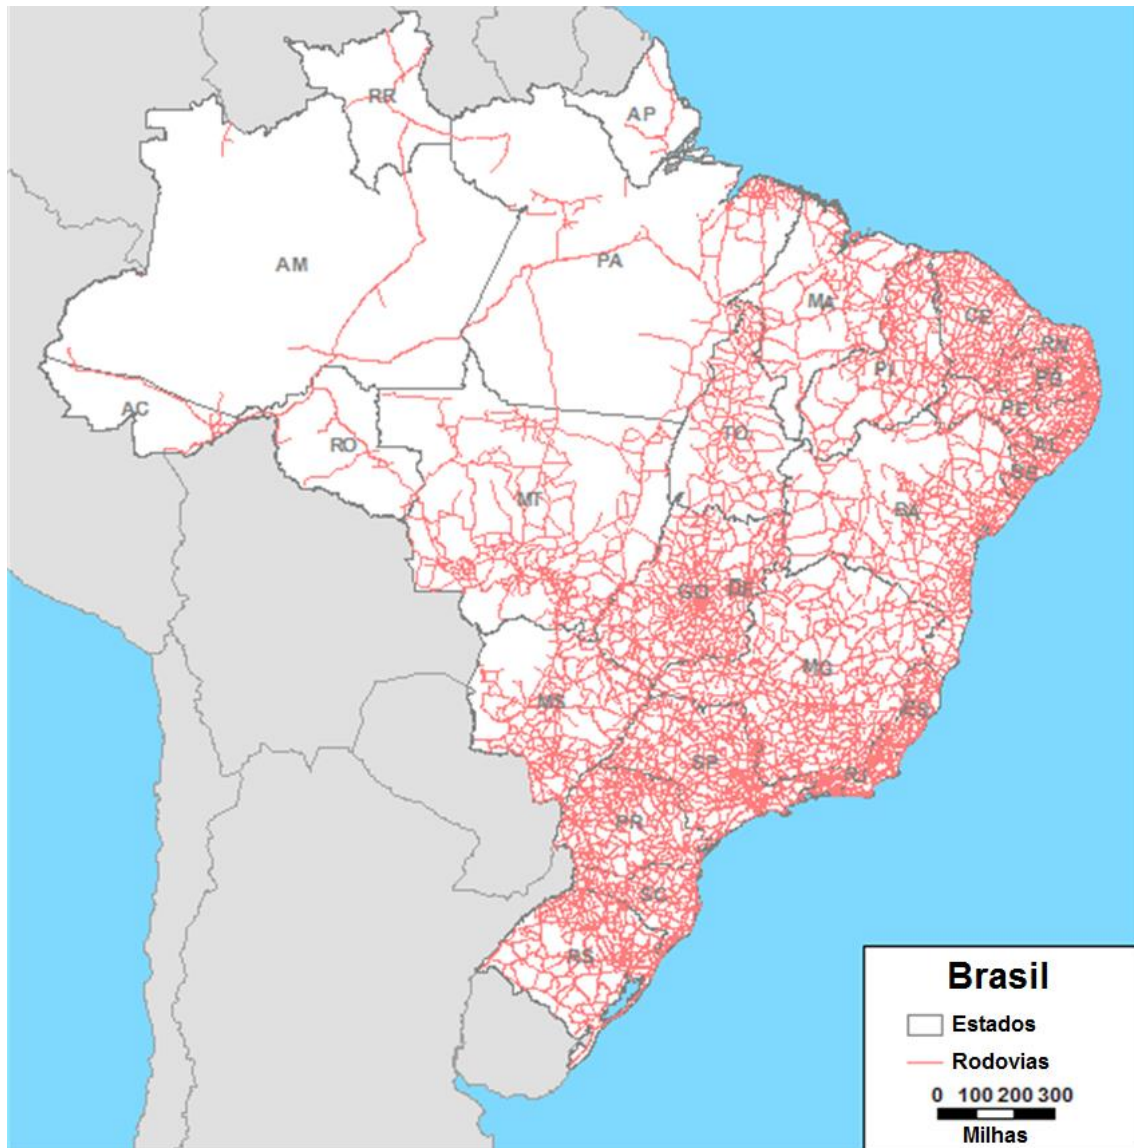 RR
AP
AM
PA
MA
CE
RN
PB
PI
PE
AC
TO
AL
RO
SE
MT
BA
GO
DF
MG
MS
ES
SP
RJ
PR
SC
RS
Brasil
Estados
Rodovias
0 100 200 300
Milhas